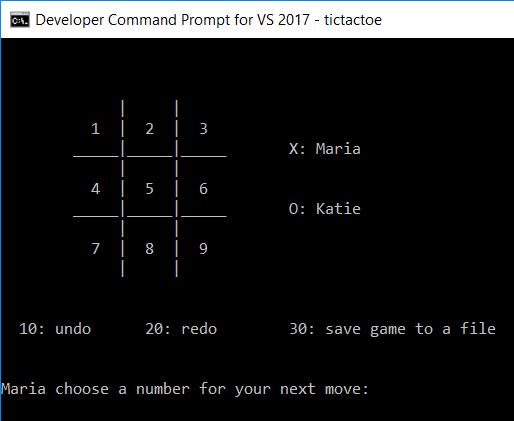 Developer Command Prompt for VS 2017 - tictactoe
1 | 2 | 3
X: Maria
4 | 5 | 6
O: Katie
7 | 8 | 9
10: undo 20: redo 30: save game to a file
Maria choose a number for your next move: